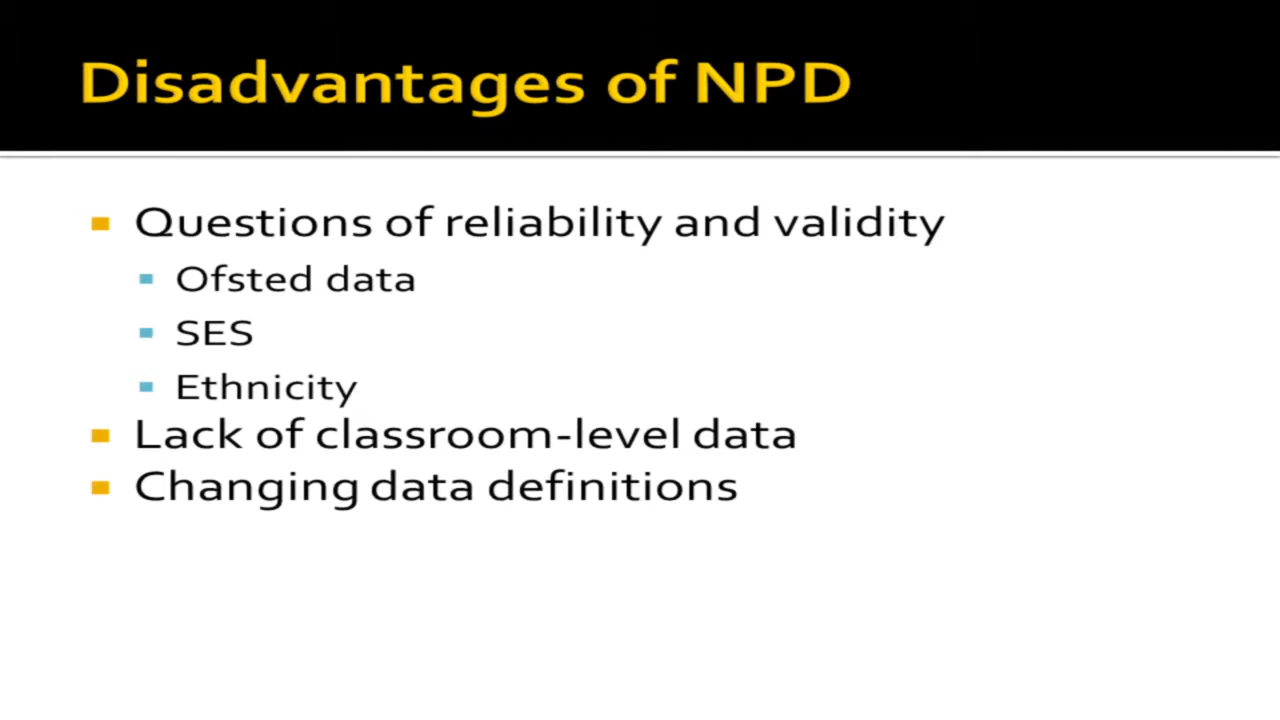 Disadvantages of NPD
Questions of reliability and validity
Ofsted data
SES
Ethnicity
Lack of classroom-level data
Changing data definitions